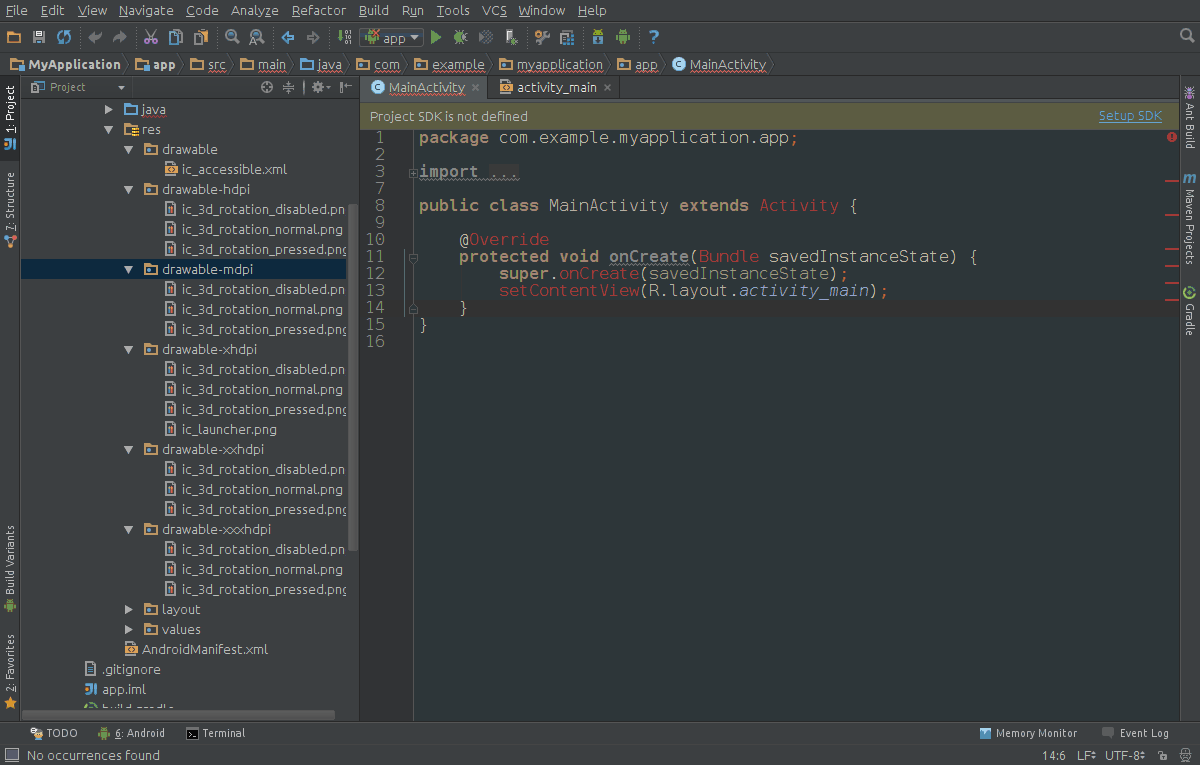 File Edit View Navigate Code Analyze Refactor Build Run Tools VCS Window Help
app
MyApplication app src main java com example myapplication app MainActivity
Project
MainActivity activity_main
1: Project
7: Structure
Build Variants
2: Favorites
java
res
drawable
ic_accessible.xml
drawable-hdpi
ic_3d_rotation_disabled.pn
ic_3d_rotation_normal.png
ic_3d_rotation_pressed.png
drawable-mdpi
ic_3d_rotation_disabled.pn
ic_3d_rotation_normal.png
ic_3d_rotation_pressed.png
drawable-xhdpi
ic_3d_rotation_disabled.pn
ic_3d_rotation_normal.png
ic_3d_rotation_pressed.png
ic_launcher.png
drawable-xxhdpi
ic_3d_rotation_disabled.pn
ic_3d_rotation_normal.png
ic_3d_rotation_pressed.png
drawable-xxxhdpi
ic_3d_rotation_disabled.pn
ic_3d_rotation_normal.png
ic_3d_rotation_pressed.png
layout
values
AndroidManifest.xml
.gitignore
app.iml
build.gradle
Project SDK is not defined Setup SDK
1 package com.example.myapplication.app;
2
3 import ...
7
8 public class MainActivity extends Activity {
9
10 @Override
11 protected void onCreate(Bundle savedInstanceState) {
12 super.onCreate(savedInstanceState);
13 setContentView(R.layout.activity_main);
14 }
15 }
16
Ant Build
m Maven Projects
Gradle
TODO 6: Android Terminal Memory Monitor Event Log
No occurrences found 14:6 LF UTF-8